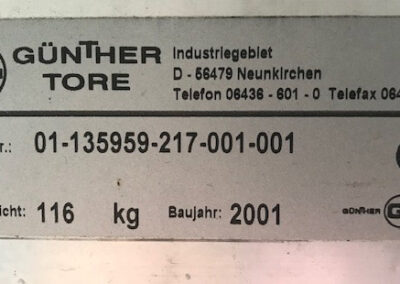 GÜNTHER
TORE
Industriegebiet
D - 56479 Neunkirchen
Telefon 06436 - 601 - 0 Telefax 064
r.: 01-135959-217-001-001
icht: 116 kg Baujahr: 2001
GÜNTHER